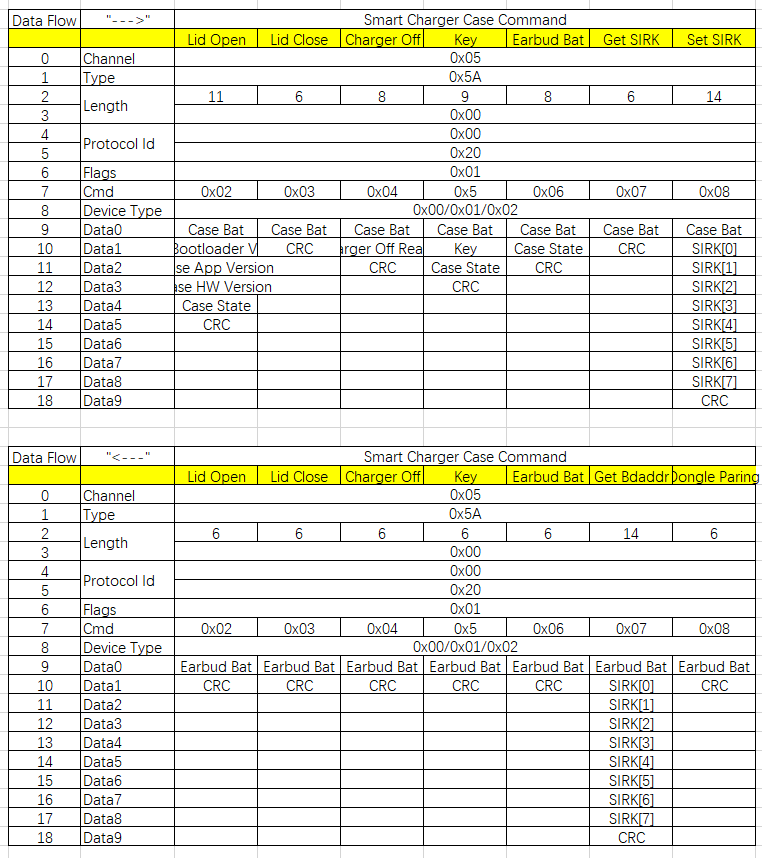 Data Flow "--->" Smart Charger Case Command
Lid Open Lid Close Charger Off Key Earbud Bat Get SIRK Set SIRK
0 Channel 0x05
1 Type 0x5A
2 Length 11 6 8 9 8 6 14
3 0x00
4 Protocol Id 0x00
5 0x20
6 Flags 0x01
7 Cmd 0x02 0x03 0x04 0x5 0x06 0x07 0x08
8 Device Type 0x00/0x01/0x02
9 Data0 Case Bat Case Bat Case Bat Case Bat Case Bat Case Bat Case Bat
10 Data1 Bootloader V CRC arger Off Rea Key Case State CRC SIRK[0]
11 Data2 se App Version CRC Case State CRC SIRK[1]
12 Data3 ase HW Version CRC SIRK[2]
13 Data4 Case State SIRK[3]
14 Data5 CRC SIRK[4]
15 Data6 SIRK[5]
16 Data7 SIRK[6]
17 Data8 SIRK[7]
18 Data9 CRC
Data Flow "<---" Smart Charger Case Command
Lid Open Lid Close Charger Off Key Earbud Bat Get Bdaddr Dongle Paring
0 Channel 0x05
1 Type 0x5A
2 Length 6 6 6 6 6 14 6
3 0x00
4 Protocol Id 0x00
5 0x20
6 Flags 0x01
7 Cmd 0x02 0x03 0x04 0x5 0x06 0x07 0x08
8 Device Type 0x00/0x01/0x02
9 Data0 Earbud Bat Earbud Bat Earbud Bat Earbud Bat Earbud Bat Earbud Bat Earbud Bat
10 Data1 CRC CRC CRC CRC CRC SIRK[0] CRC
11 Data2 SIRK[1]
12 Data3 SIRK[2]
13 Data4 SIRK[3]
14 Data5 SIRK[4]
15 Data6 SIRK[5]
16 Data7 SIRK[6]
17 Data8 SIRK[7]
18 Data9 CRC